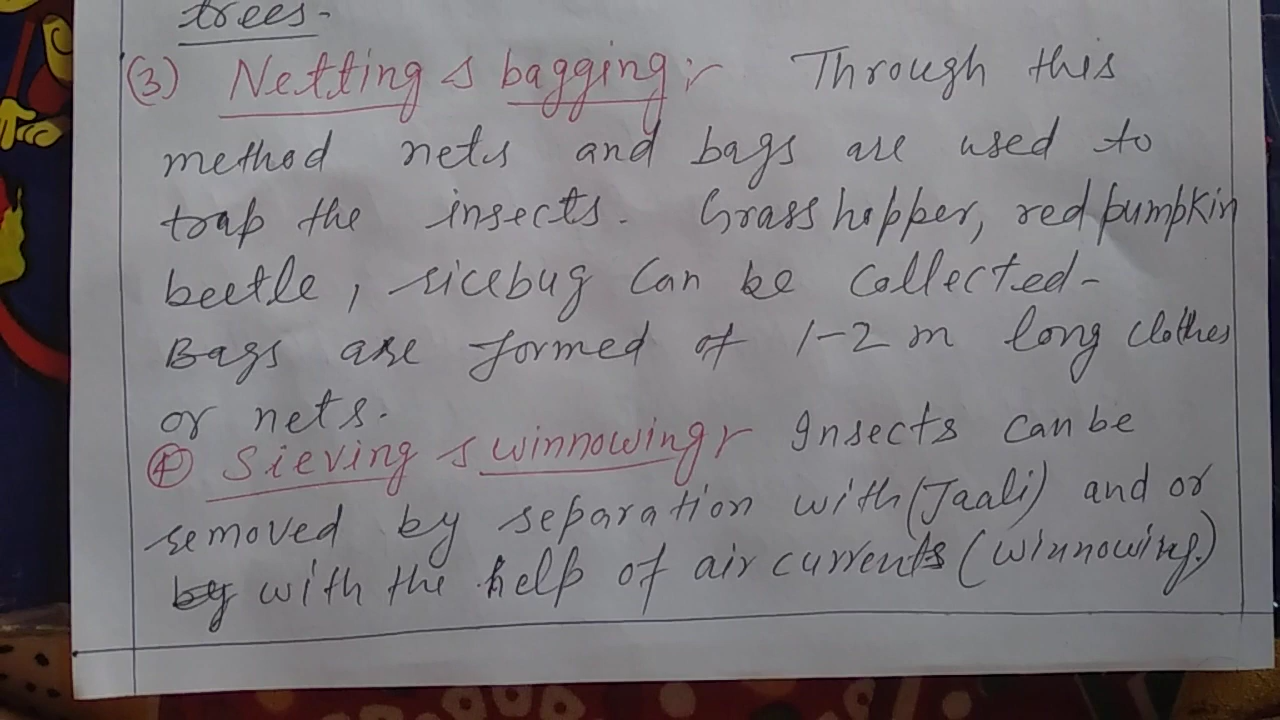 trees.
(3) Netting & bagging :- Through this
method nets and bags are used to
trap the insects. Grasshopper, red pumpkin
beetle, ricebug Can be Collected-
Bags are formed of 1-2 m long clothes
or nets.
(4) Sieving & winnowing :- Insects can be
removed by separation with (Jaali) and or
by with the help of air currents (winnowing.)